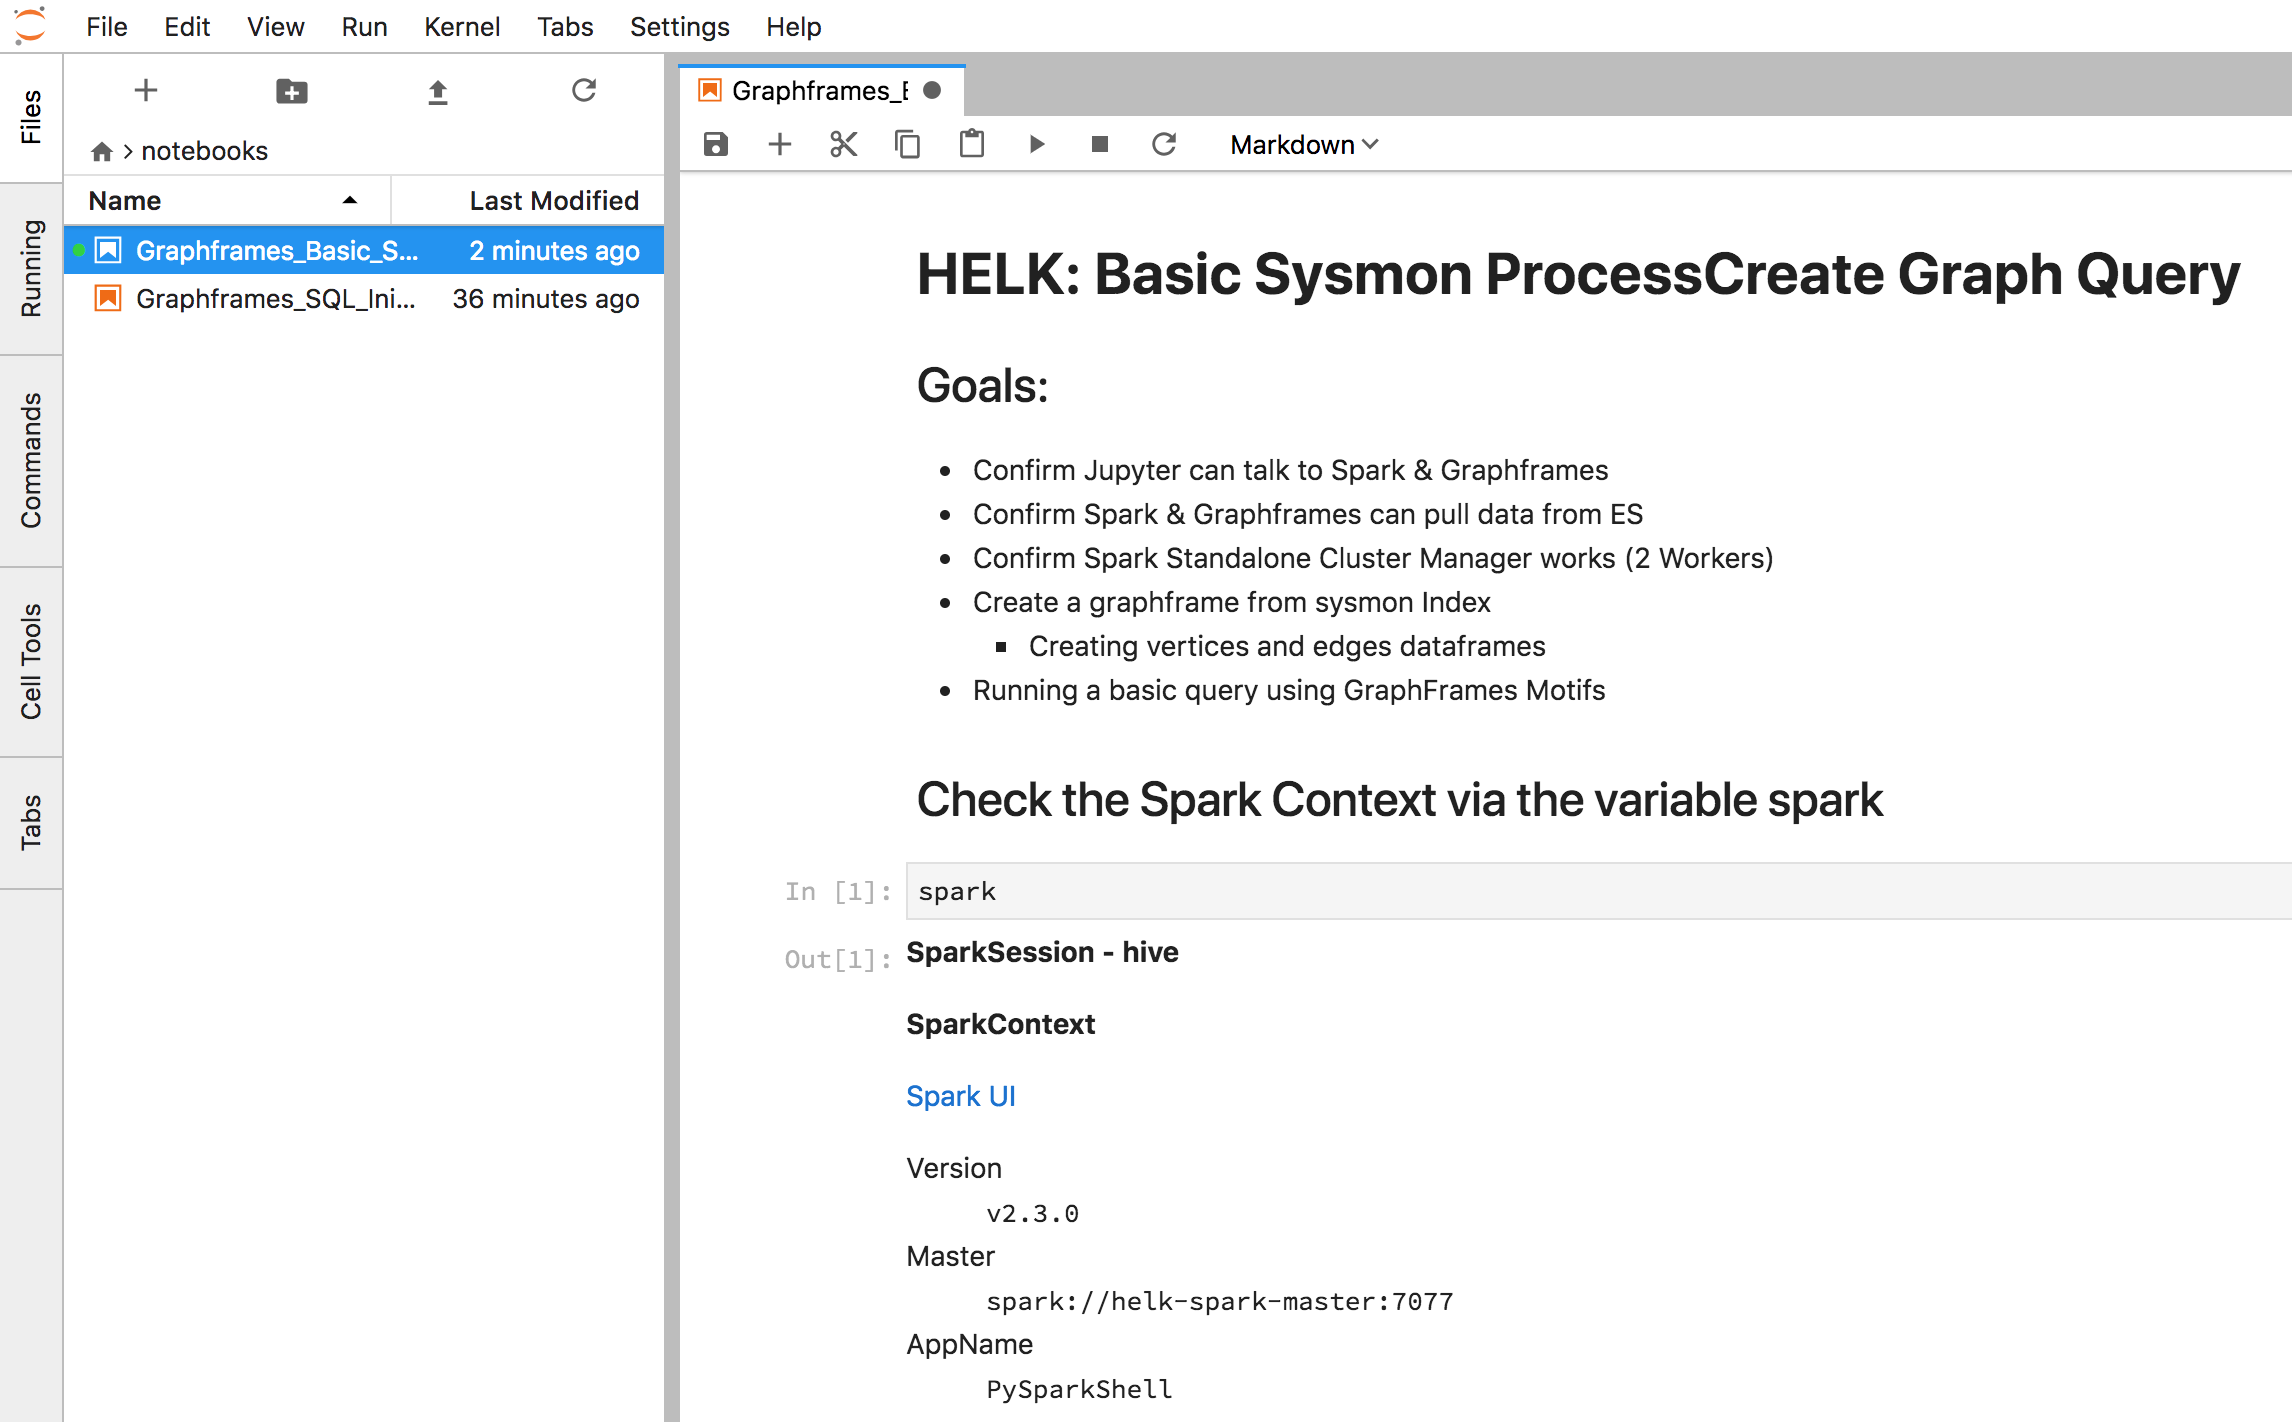 File Edit View Run Kernel Tabs Settings Help
Files
Running
Commands
Cell Tools
Tabs
notebooks
Name Last Modified
Graphframes_Basic_S... 2 minutes ago
Graphframes_SQL_Ini... 36 minutes ago
Graphframes_B
Markdown
HELK: Basic Sysmon ProcessCreate Graph Query
Goals:
• Confirm Jupyter can talk to Spark & Graphframes
• Confirm Spark & Graphframes can pull data from ES
• Confirm Spark Standalone Cluster Manager works (2 Workers)
• Create a graphframe from sysmon Index
▪ Creating vertices and edges dataframes
• Running a basic query using GraphFrames Motifs
Check the Spark Context via the variable spark
In [1]: spark
Out[1]: SparkSession - hive
SparkContext
Spark UI
Version
v2.3.0
Master
spark://helk-spark-master:7077
AppName
PySparkShell